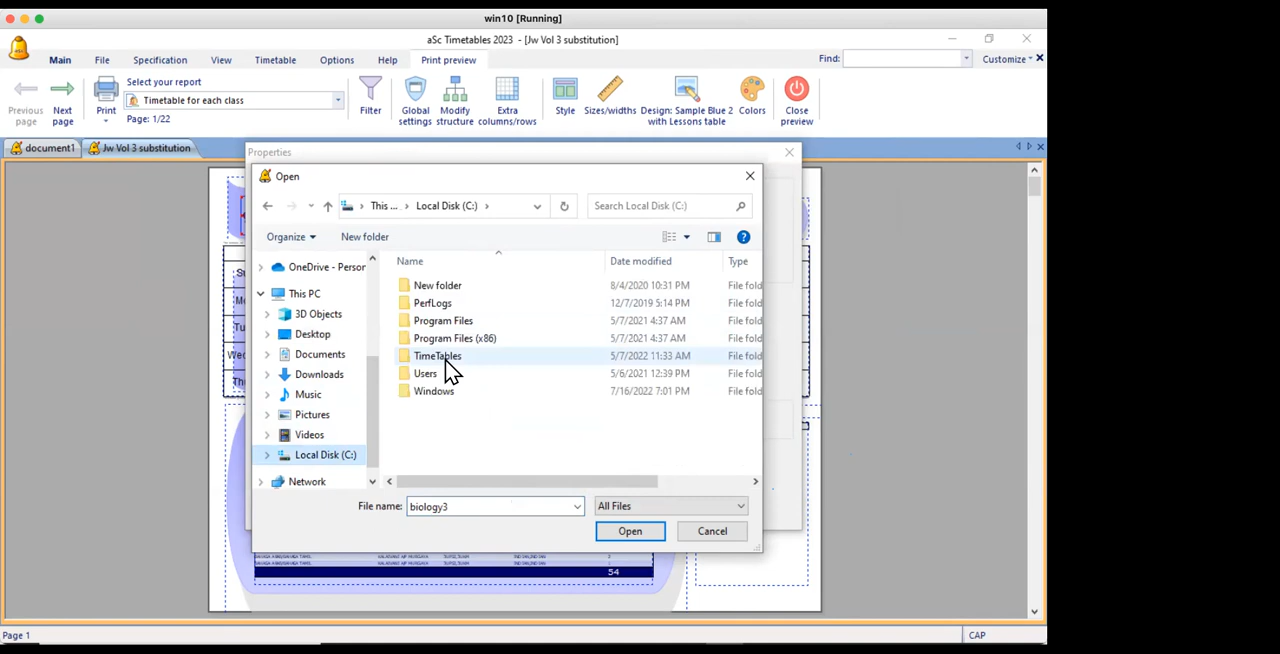 win10 [Running]
aSc Timetables 2023 - [Jw Vol 3 substitution]
Main File Specification View Timetable Options Help Print preview Find: Customize
Select your report
Timetable for each class
Page: 1/22
Previous page
Next page
Print
Filter
Global settings
Modify structure
Extra columns/rows
Style
Sizes/widths
Design: Sample Blue 2 with Lessons table
Colors
Close preview
document1 Jw Vol 3 substitution
Properties
Open
This ... Local Disk (C:) Search Local Disk (C:)
Organize New folder
Name Date modified Type
OneDrive - Person
This PC
3D Objects
Desktop
Documents
Downloads
Music
Pictures
Videos
Local Disk (C:)
Network
New folder 8/4/2020 10:31 PM File fold
PerfLogs 12/7/2019 5:14 PM File fold
Program Files 5/7/2021 4:37 AM File fold
Program Files (x86) 5/7/2021 4:37 AM File fold
TimeTables 5/7/2022 11:33 AM File fold
Users 5/6/2021 12:39 PM File fold
Windows 7/16/2022 7:01 PM File fold
File name: biology3 All Files
Open Cancel
Su
Mo
Tu
Wed
Th
54
Page 1 CAP